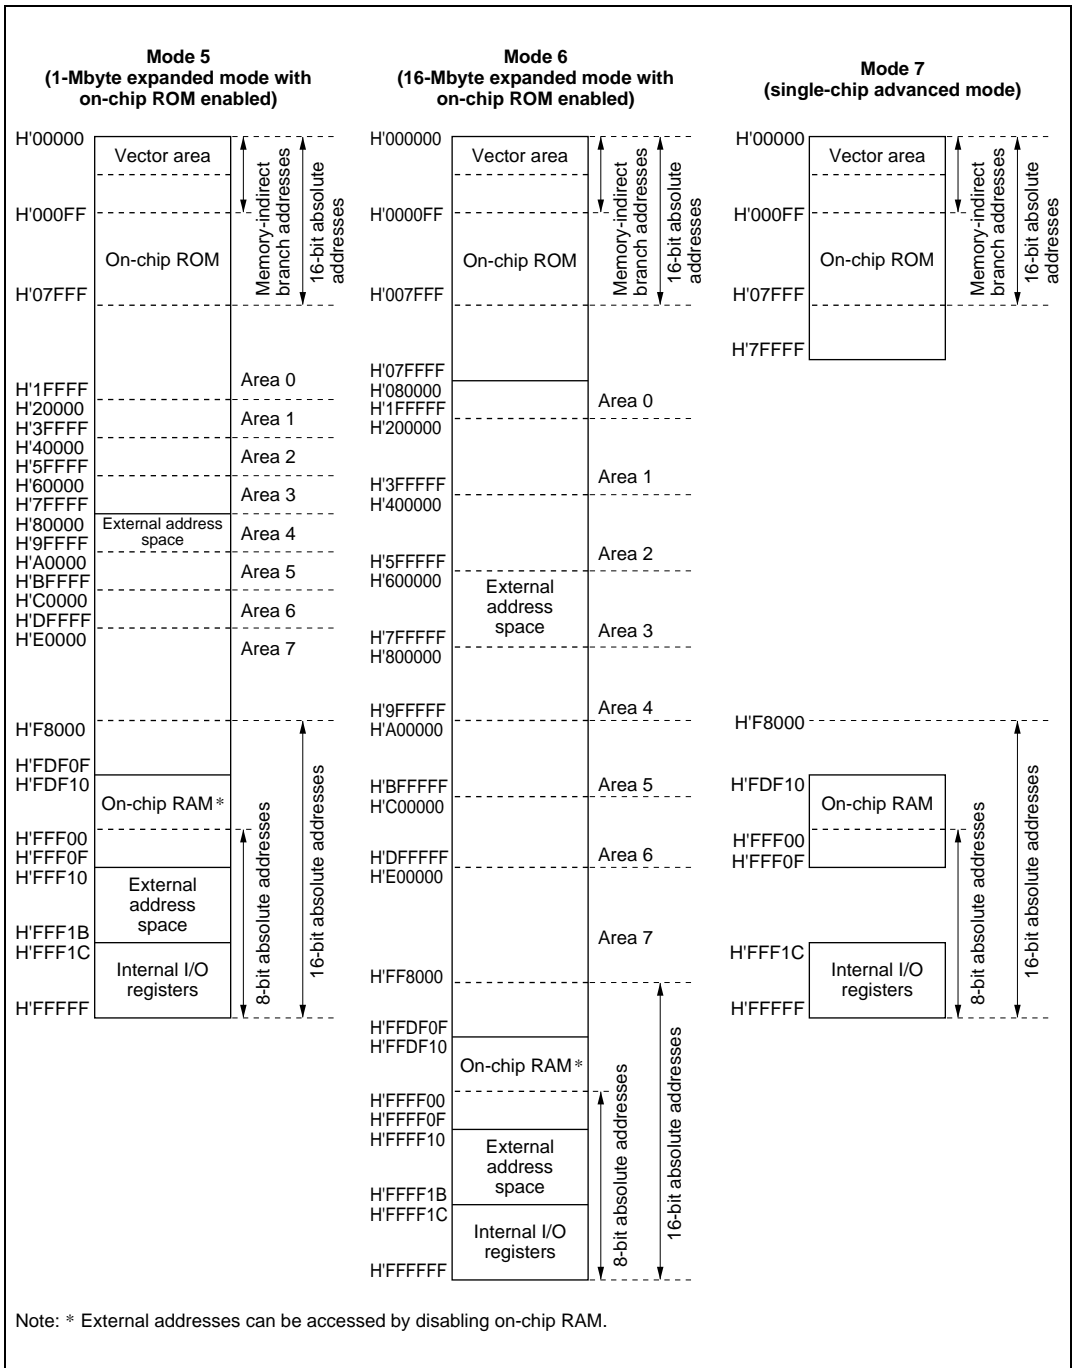 Mode 5
(1-Mbyte expanded mode with
on-chip ROM enabled)
H'00000
Vector area
H'000FF
On-chip ROM
H'07FFF
Memory-indirect
branch addresses
16-bit absolute
addresses
H'1FFFF
H'20000
H'3FFFF
H'40000
H'5FFFF
H'60000
H'7FFFF
H'80000
H'9FFFF
H'A0000
H'BFFFF
H'C0000
H'DFFFF
H'E0000
Area 0
Area 1
Area 2
Area 3
External address
space
Area 4
Area 5
Area 6
Area 7
H'F8000
H'FDF0F
H'FDF10
On-chip RAM*
H'FFF00
H'FFF0F
H'FFF10
External
address
space
H'FFF1B
H'FFF1C
Internal I/O
registers
H'FFFFF
8-bit absolute addresses
16-bit absolute addresses
Mode 6
(16-Mbyte expanded mode with
on-chip ROM enabled)
H'000000
Vector area
H'0000FF
On-chip ROM
H'007FFF
Memory-indirect
branch addresses
16-bit absolute
addresses
H'07FFFF
H'080000
H'1FFFFF
H'200000
Area 0
H'3FFFFF
H'400000
Area 1
H'5FFFFF
H'600000
Area 2
External
address
space
H'7FFFFF
H'800000
Area 3
H'9FFFFF
H'A00000
Area 4
H'BFFFFF
H'C00000
Area 5
H'DFFFFF
H'E00000
Area 6
Area 7
H'FF8000
H'FFDF0F
H'FFDF10
On-chip RAM*
H'FFFF00
H'FFFF0F
H'FFFF10
External
address
space
H'FFFF1B
H'FFFF1C
Internal I/O
registers
H'FFFFFF
8-bit absolute addresses
16-bit absolute addresses
Mode 7
(single-chip advanced mode)
H'00000
Vector area
H'000FF
On-chip ROM
H'07FFF
H'7FFFF
Memory-indirect
branch addresses
16-bit absolute
addresses
H'F8000
H'FDF10
On-chip RAM
H'FFF00
H'FFF0F
H'FFF1C
Internal I/O
registers
H'FFFFF
8-bit absolute addresses
16-bit absolute addresses
Note: * External addresses can be accessed by disabling on-chip RAM.